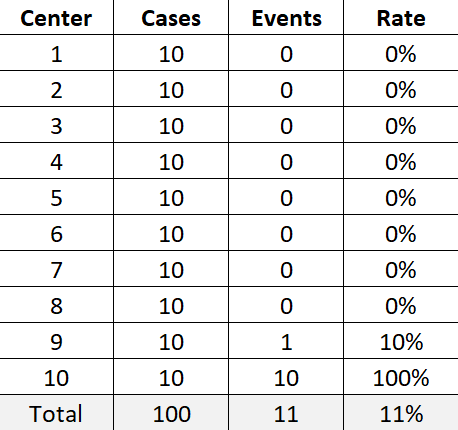 Center Cases Events Rate
1 10 0 0%
2 10 0 0%
3 10 0 0%
4 10 0 0%
5 10 0 0%
6 10 0 0%
7 10 0 0%
8 10 0 0%
9 10 1 10%
10 10 10 100%
Total 100 11 11%